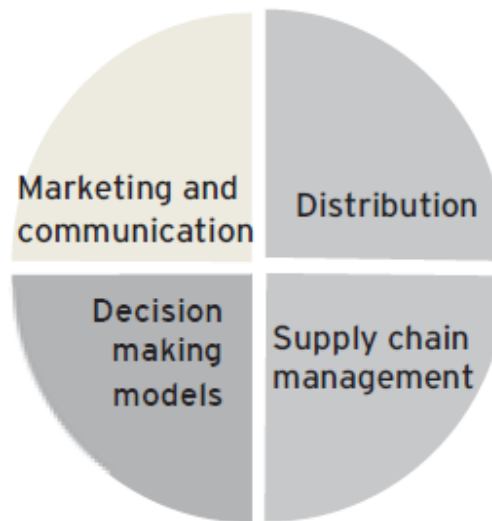 Marketing and
communication
Distribution
Decision
making
models
Supply chain
management